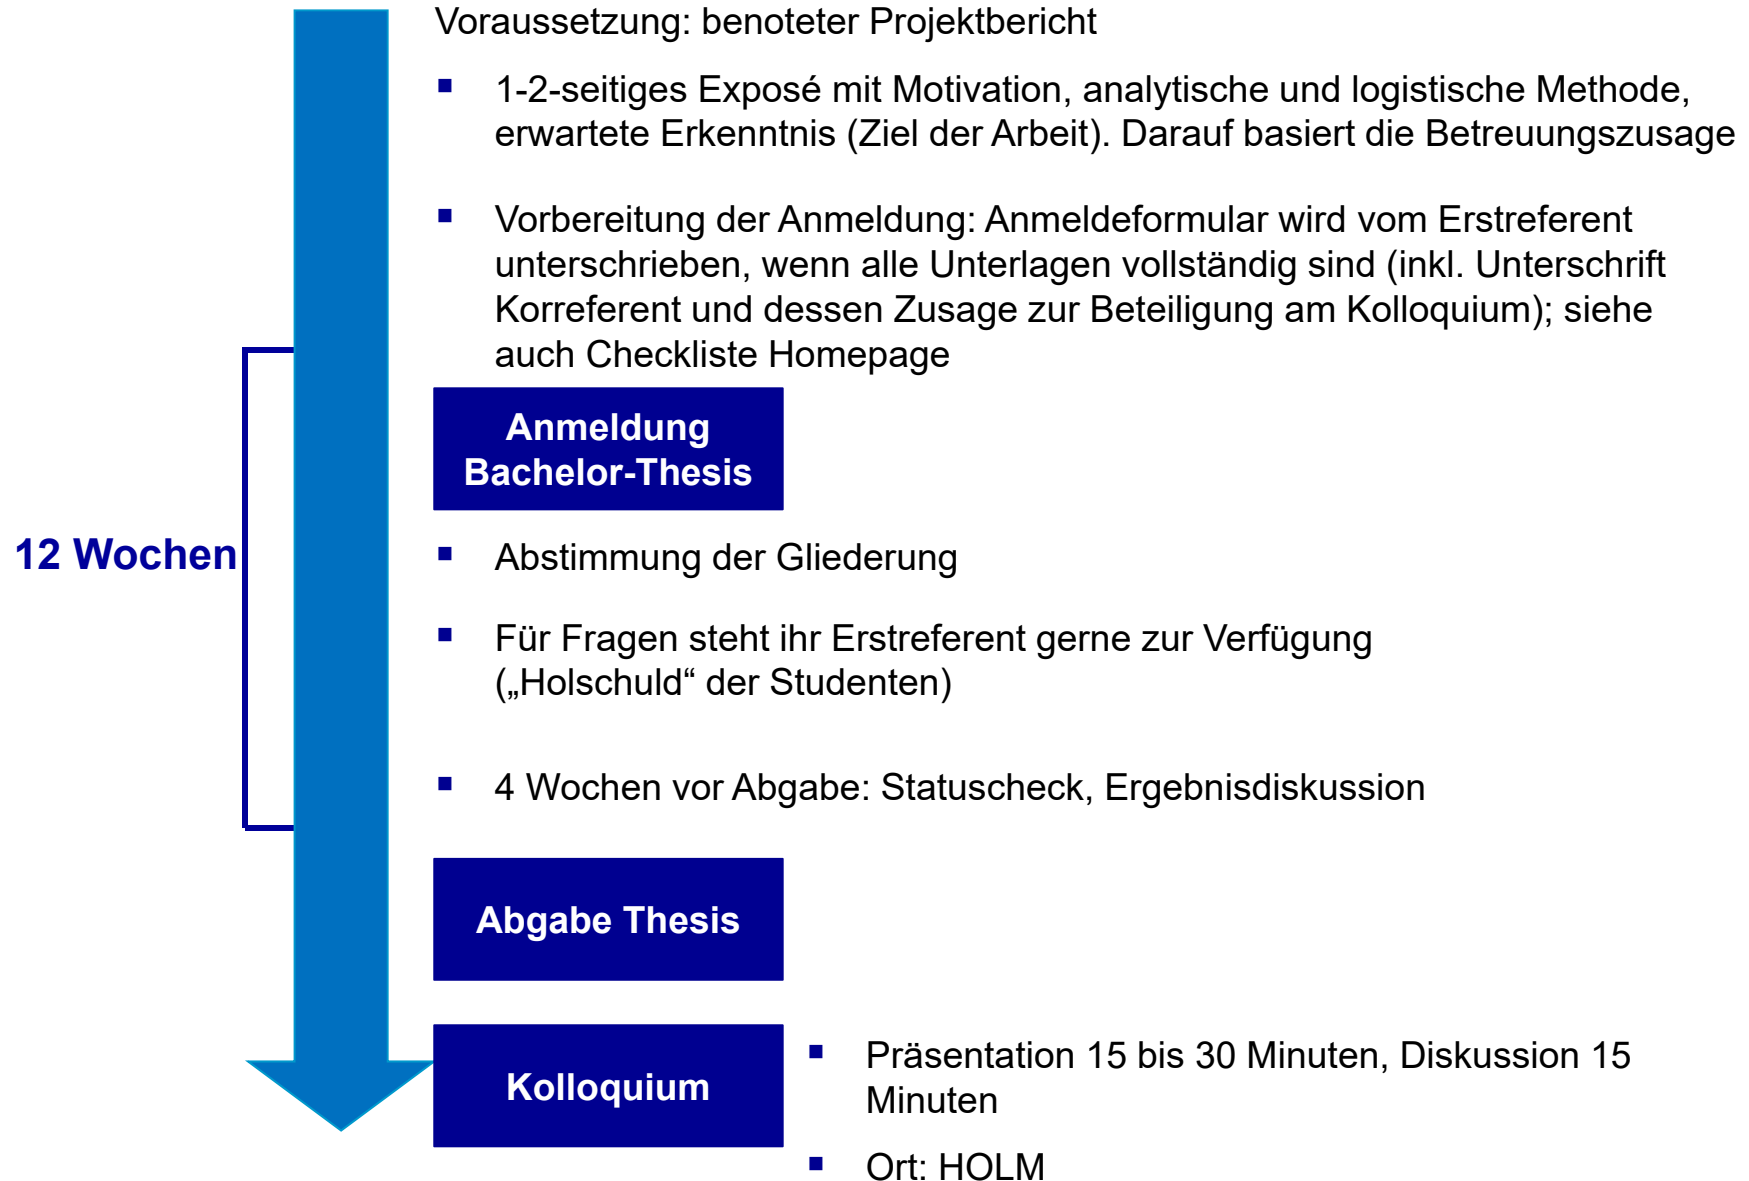 Voraussetzung: benoteter Projektbericht
▪ 1-2-seitiges Exposé mit Motivation, analytische und logistische Methode,
erwartete Erkenntnis (Ziel der Arbeit). Darauf basiert die Betreuungszusage
▪ Vorbereitung der Anmeldung: Anmeldeformular wird vom Erstreferent
unterschrieben, wenn alle Unterlagen vollständig sind (inkl. Unterschrift
Korreferent und dessen Zusage zur Beteiligung am Kolloquium); siehe
auch Checkliste Homepage
Anmeldung
Bachelor-Thesis
12 Wochen
▪ Abstimmung der Gliederung
▪ Für Fragen steht ihr Erstreferent gerne zur Verfügung
(„Holschuld“ der Studenten)
▪ 4 Wochen vor Abgabe: Statuscheck, Ergebnisdiskussion
Abgabe Thesis
Kolloquium
▪ Präsentation 15 bis 30 Minuten, Diskussion 15
Minuten
▪ Ort: HOLM